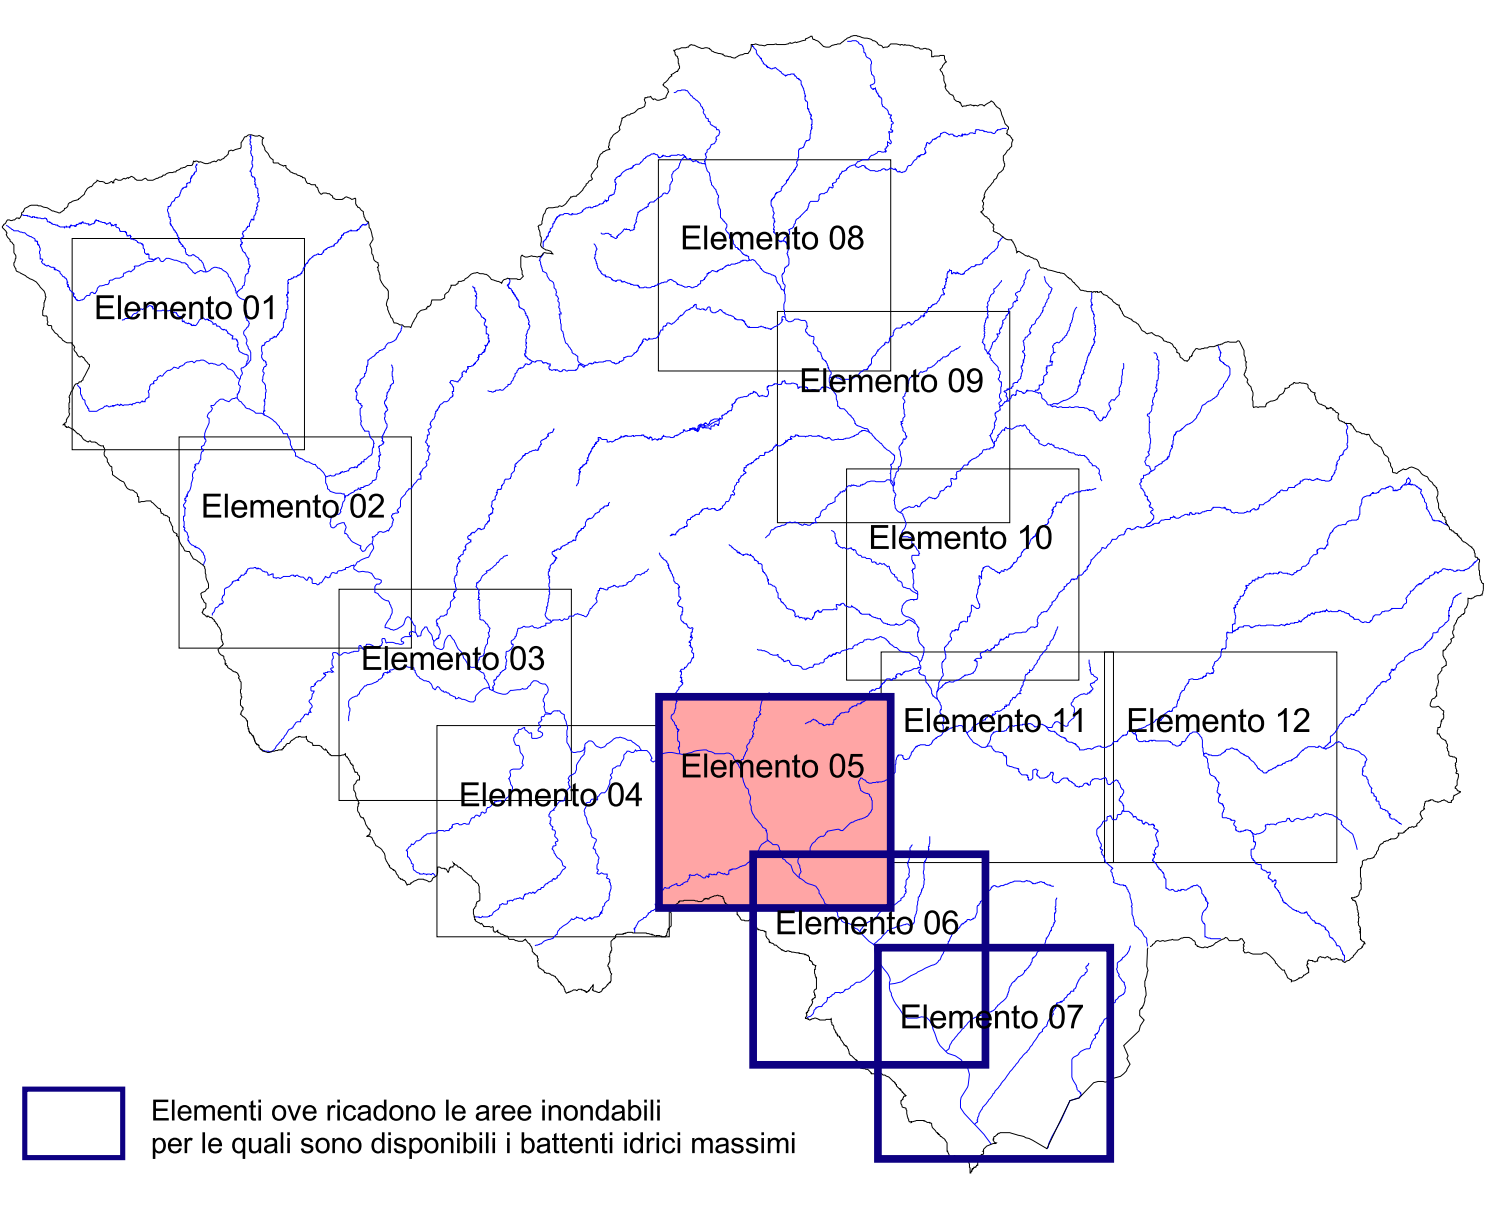 Elemento 08
Elemento 01
Elemento 09
Elemento 02
Elemento 10
Elemento 03
Elemento 11
Elemento 12
Elemento 05
Elemento 04
Elemento 06
Elemento 07
Elementi ove ricadono le aree inondabili
per le quali sono disponibili i battenti idrici massimi